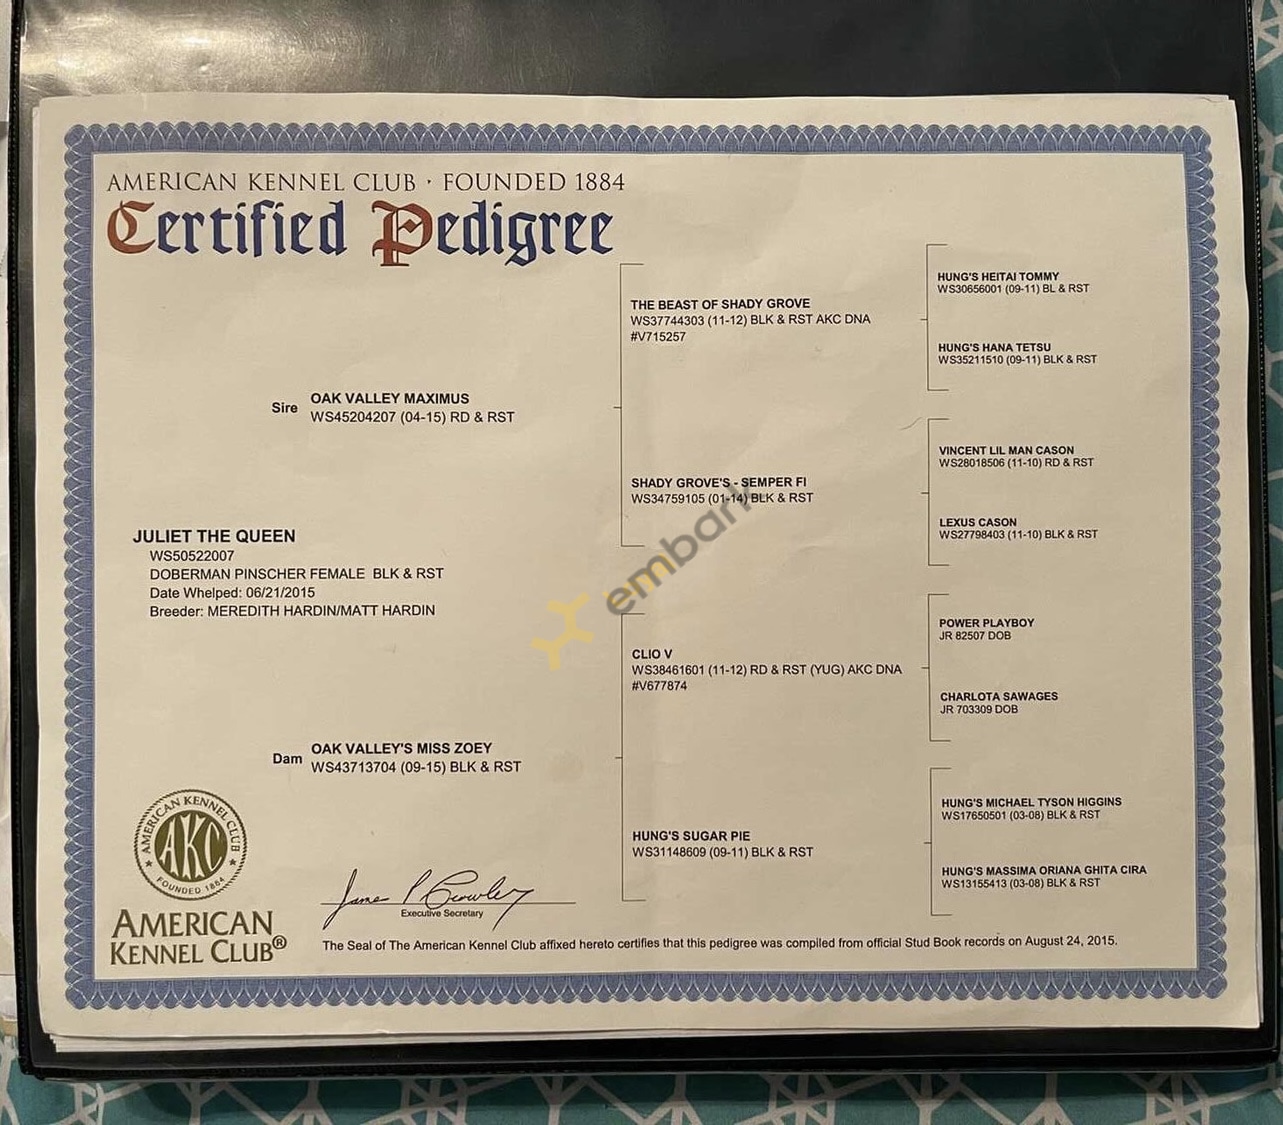 AMERICAN KENNEL CLUB · FOUNDED 1884
Certified Pedigree
HUNG'S HEITAI TOMMY
WS30656001 (09-11) BL & RST
THE BEAST OF SHADY GROVE
WS37744303 (11-12) BLK & RST AKC DNA
#V715257
HUNG'S HANA TETSU
WS35211510 (09-11) BLK & RST
Sire
OAK VALLEY MAXIMUS
WS45204207 (04-15) RD & RST
VINCENT LIL MAN CASON
WS28018506 (11-10) RD & RST
SHADY GROVE'S - SEMPER FI
WS34759105 (01-14) BLK & RST
LEXUS CASON
WS27798403 (11-10) BLK & RST
JULIET THE QUEEN
WS50522007
DOBERMAN PINSCHER FEMALE BLK & RST
Date Whelped: 06/21/2015
Breeder: MEREDITH HARDIN/MATT HARDIN
embark
POWER PLAYBOY
JR 82507 DOB
CLIO V
WS38461601 (11-12) RD & RST (YUG) AKC DNA
#V677874
CHARLOTA SAWAGES
JR 703309 DOB
Dam
OAK VALLEY'S MISS ZOEY
WS43713704 (09-15) BLK & RST
HUNG'S MICHAEL TYSON HIGGINS
WS17650501 (03-08) BLK & RST
HUNG'S SUGAR PIE
WS31148609 (09-11) BLK & RST
HUNG'S MASSIMA ORIANA GHITA CIRA
WS13155413 (03-08) BLK & RST
AMERICAN KENNEL CLUB
AKC
FOUNDED 1884
AMERICAN
KENNEL CLUB®
James P Crowley
Executive Secretary
The Seal of The American Kennel Club affixed hereto certifies that this pedigree was compiled from official Stud Book records on August 24, 2015.